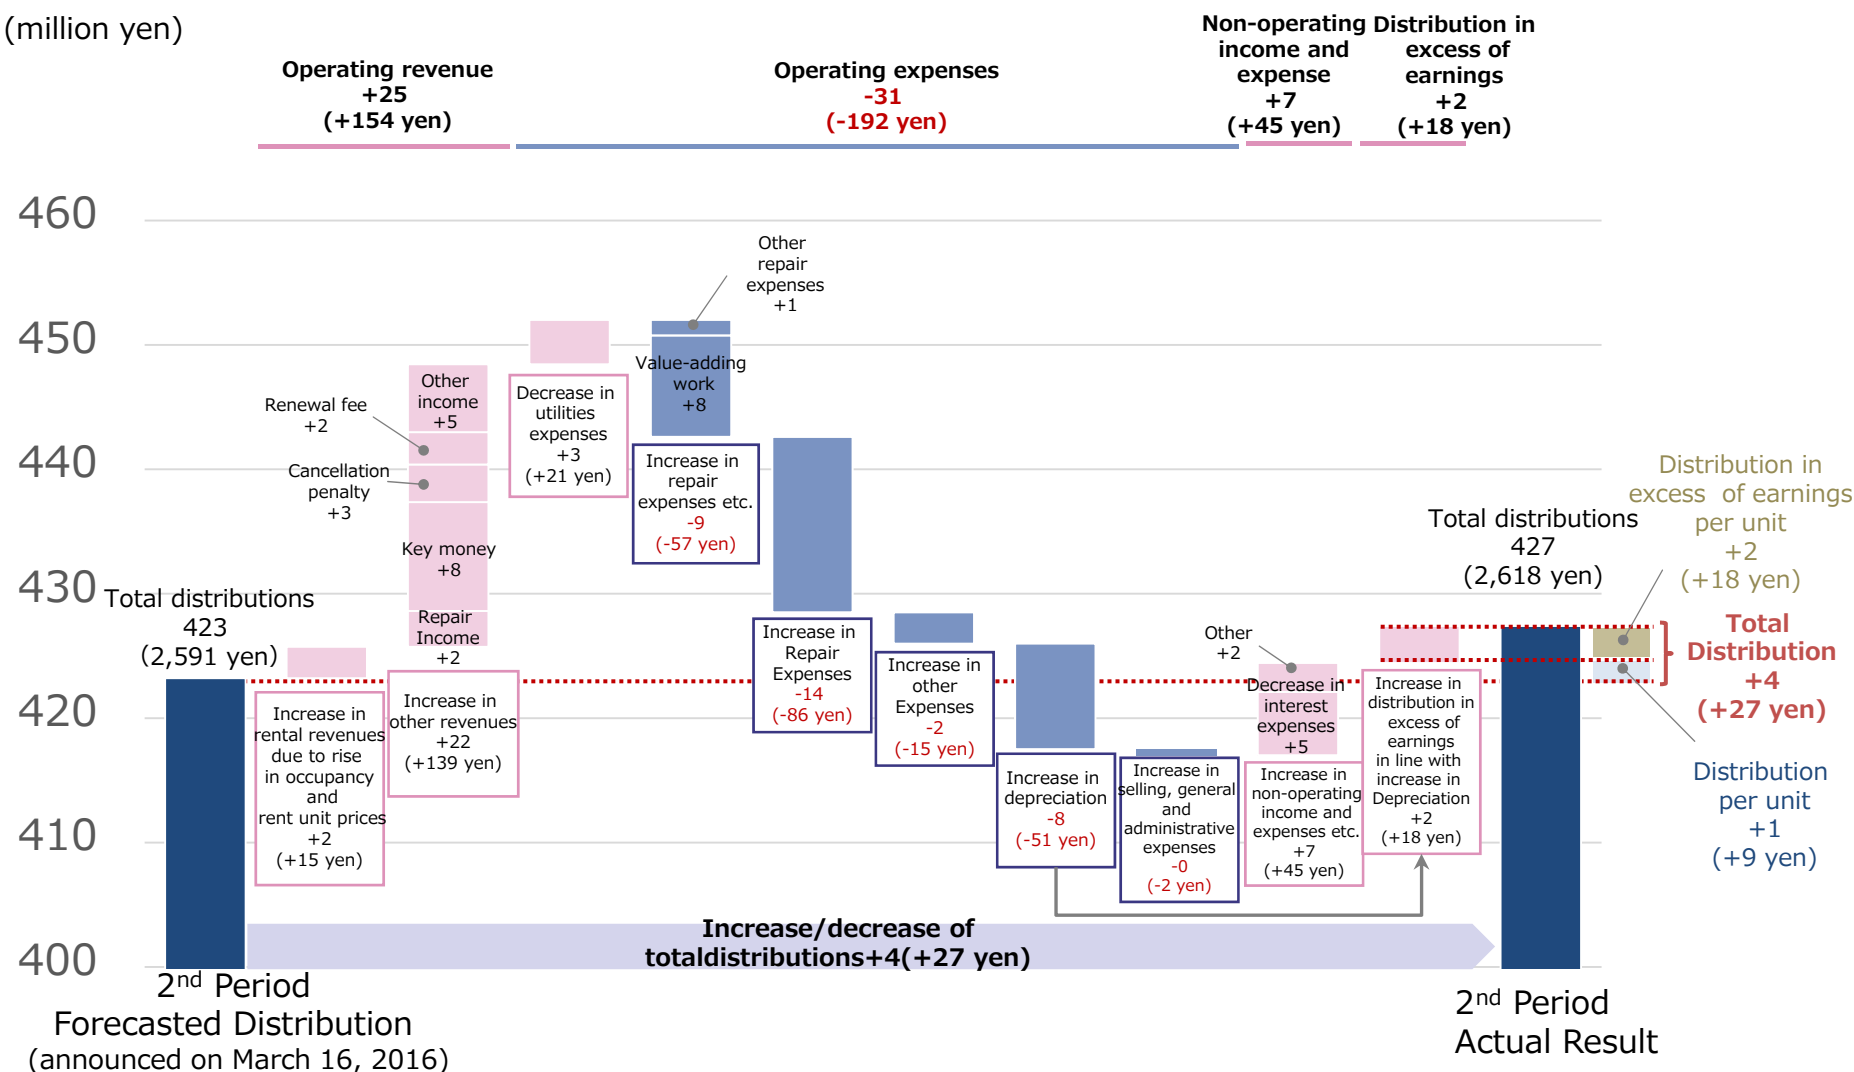 (million yen)
Operating revenue
+25
(+154 yen)
Operating expenses
-31
(-192 yen)
Non-operating
income and
expense
+7
(+45 yen)
Distribution in
excess of
earnings
+2
(+18 yen)
460
450
440
430
420
410
400
Total distributions
423
(2,591 yen)
Increase in
rental revenues
due to rise
in occupancy
and
rent unit prices
+2
(+15 yen)
Renewal fee
+2
Cancellation
penalty
+3
Other
income
+5
Key money
+8
Repair
Income
+2
Increase in
other revenues
+22
(+139 yen)
Decrease in
utilities
expenses
+3
(+21 yen)
Other
repair
expenses
+1
Value-adding
work
+8
Increase in
repair
expenses etc.
-9
(-57 yen)
Increase in
Repair
Expenses
-14
(-86 yen)
Increase in
other
Expenses
-2
(-15 yen)
Increase in
depreciation
-8
(-51 yen)
Increase in
selling, general
and
administrative
expenses
-0
(-2 yen)
Other
+2
Decrease in
interest
expenses
+5
Increase in
non-operating
income and
expenses etc.
+7
(+45 yen)
Increase in
distribution in
excess of
earnings
in line with
increase in
Depreciation
+2
(+18 yen)
Total distributions
427
(2,618 yen)
Distribution in
excess  of earnings
per unit
+2
(+18 yen)
Total
Distribution
+4
(+27 yen)
Distribution
per unit
+1
(+9 yen)
Increase/decrease of
totaldistributions+4(+27 yen)
2nd Period
Forecasted Distribution
(announced on March 16, 2016)
2nd Period
Actual Result